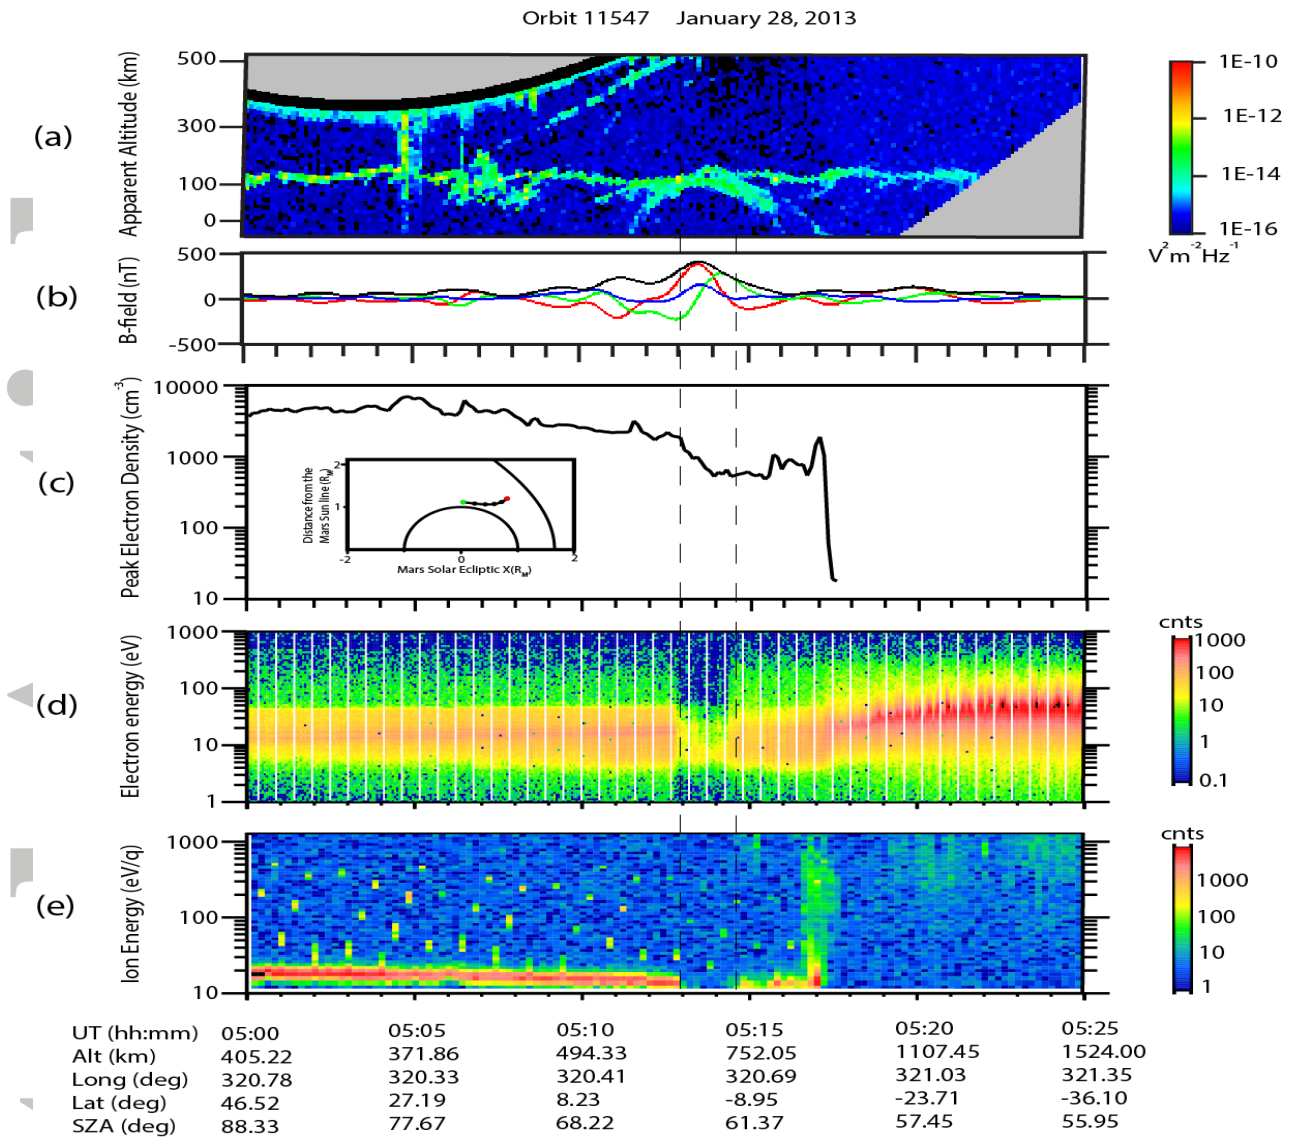 Orbit 11547 January 28, 2013
(a)
Apparent Altitude (km)
500
300
100
0
1E-10
1E-12
1E-14
1E-16
V²m⁻²Hz⁻¹
(b)
B-field (nT)
500
0
-500
(c)
Peak Electron Density (cm⁻³)
10000
1000
100
10
Distance from the
Mars Sun line (R_M)
2
1
-2
0
2
Mars Solar Ecliptic X(R_M)
(d)
Electron energy (eV)
1000
100
10
1
cnts
1000
100
10
1
0.1
(e)
Ion Energy (eV/q)
1000
100
10
cnts
1000
100
10
1
UT (hh:mm) 05:00 05:05 05:10 05:15 05:20 05:25
Alt (km) 405.22 371.86 494.33 752.05 1107.45 1524.00
Long (deg) 320.78 320.33 320.41 320.69 321.03 321.35
Lat (deg) 46.52 27.19 8.23 -8.95 -23.71 -36.10
SZA (deg) 88.33 77.67 68.22 61.37 57.45 55.95